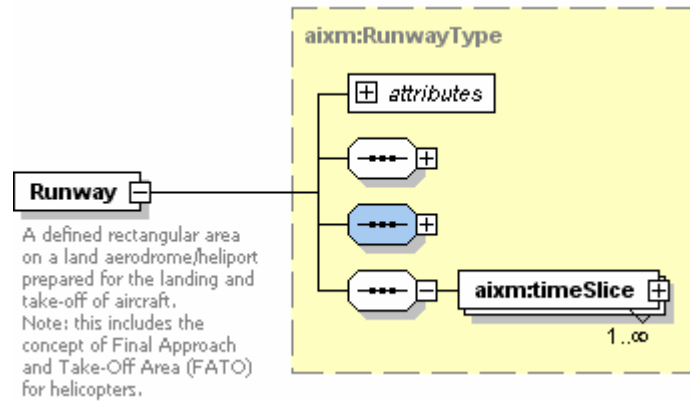 aixm:RunwayType
attributes
Runway
A defined rectangular area
on a land aerodrome/heliport
prepared for the landing and
take-off of aircraft.
Note: this includes the
concept of Final Approach
and Take-Off Area (FATO)
for helicopters.
aixm:timeSlice
1..∞